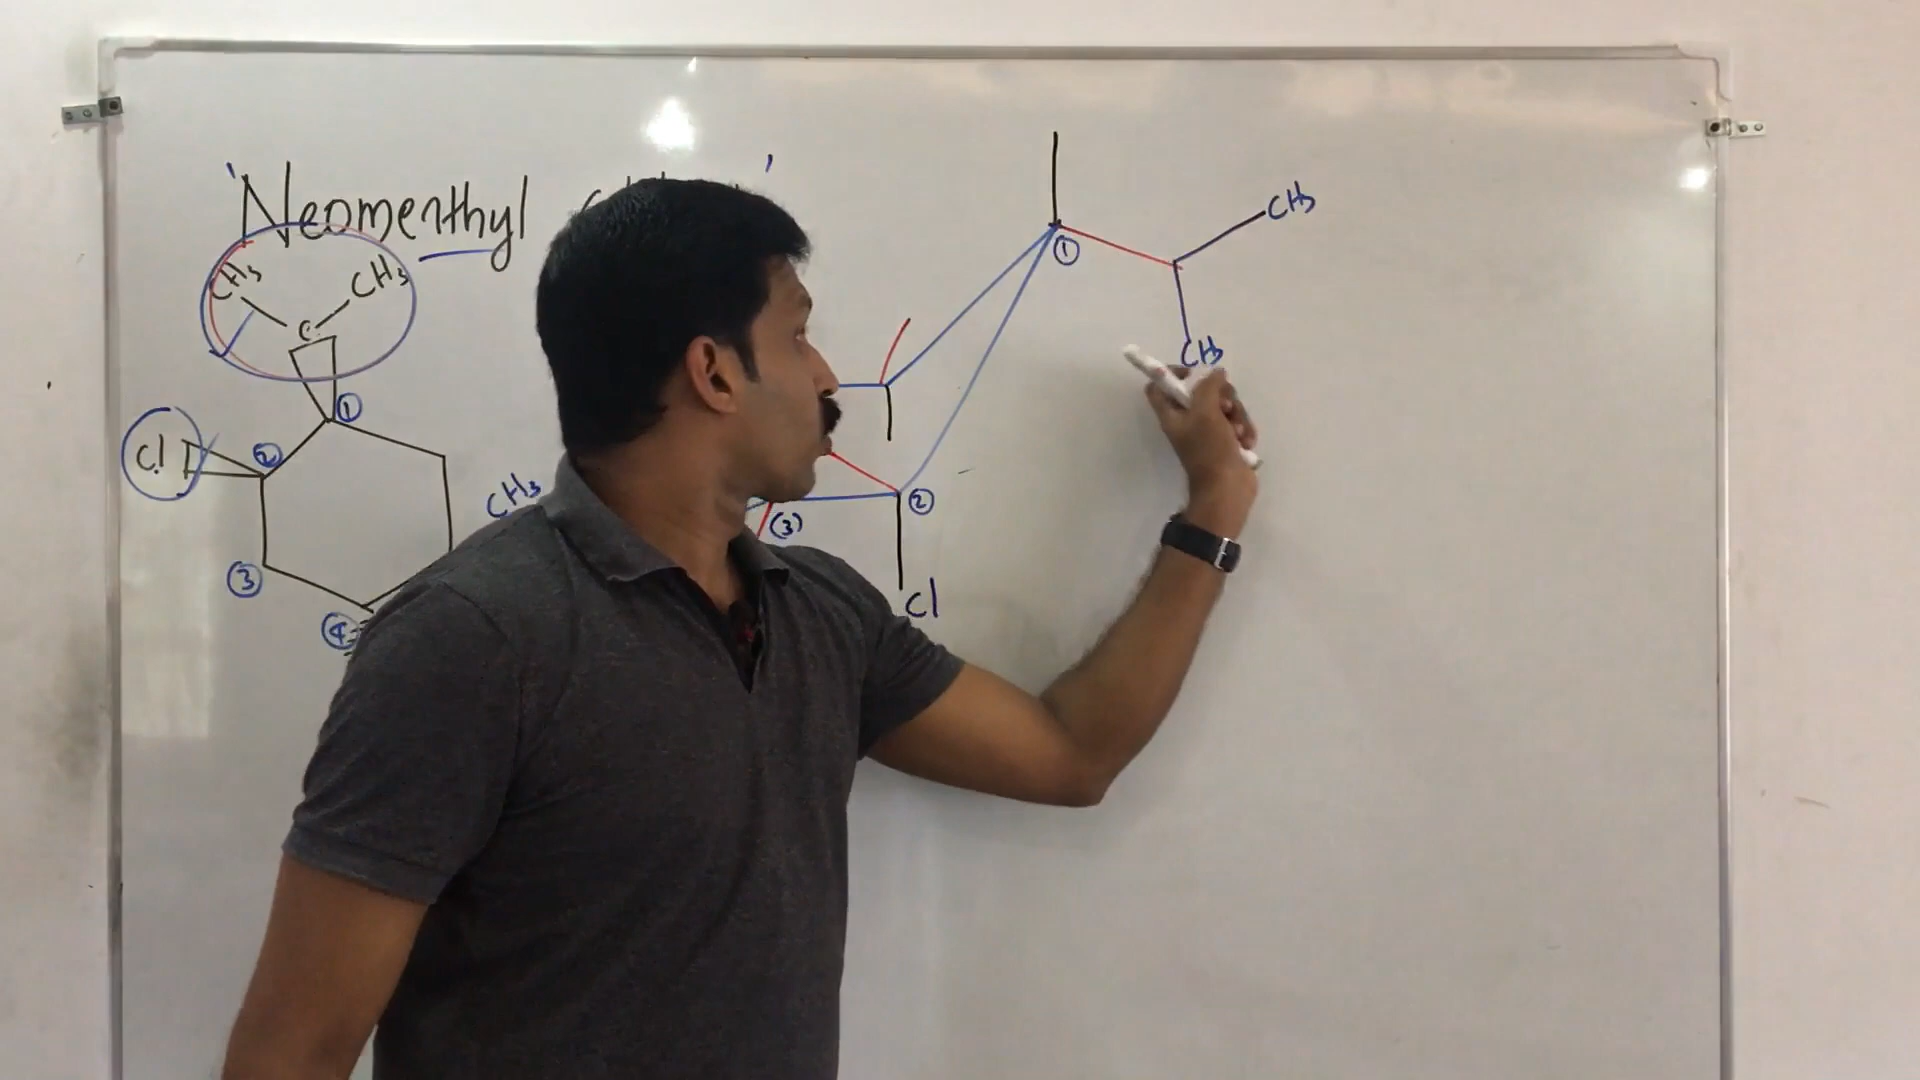 'Neomenthyl '
CH3 CH3
C
1
Cl 2
3
4
CH3
1
CH3
CH3
2
(3)
Cl